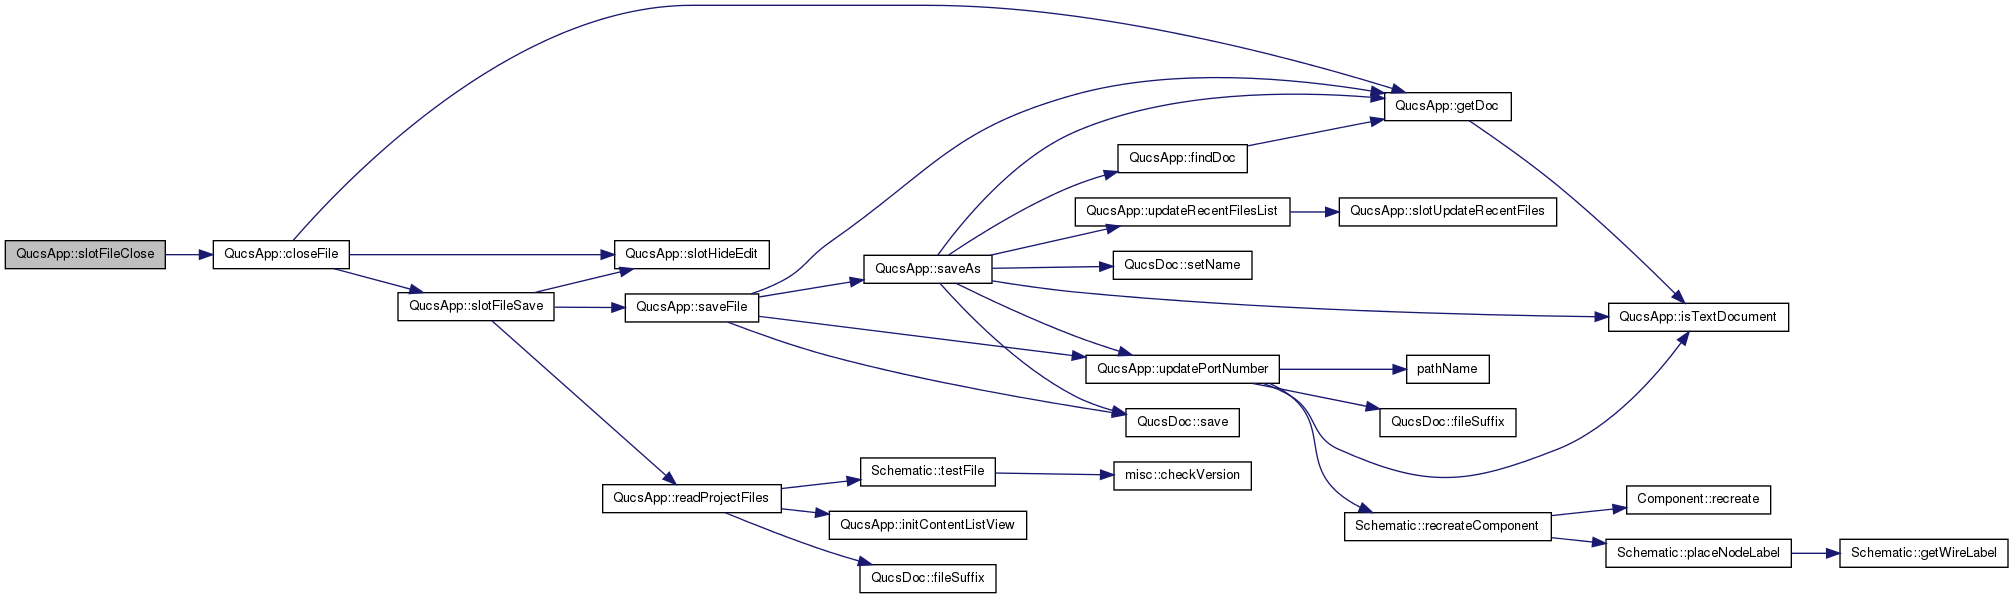 QucsApp::slotFileClose
QucsApp::closeFile
QucsApp::slotHideEdit
QucsApp::slotFileSave
QucsApp::saveFile
QucsApp::readProjectFiles
QucsApp::saveAs
Schematic::testFile
QucsApp::initContentListView
QucsDoc::fileSuffix
QucsApp::findDoc
QucsApp::updateRecentFilesList
QucsDoc::setName
QucsApp::updatePortNumber
QucsDoc::save
misc::checkVersion
QucsApp::getDoc
QucsApp::slotUpdateRecentFiles
pathName
QucsDoc::fileSuffix
Schematic::recreateComponent
QucsApp::isTextDocument
Component::recreate
Schematic::placeNodeLabel
Schematic::getWireLabel